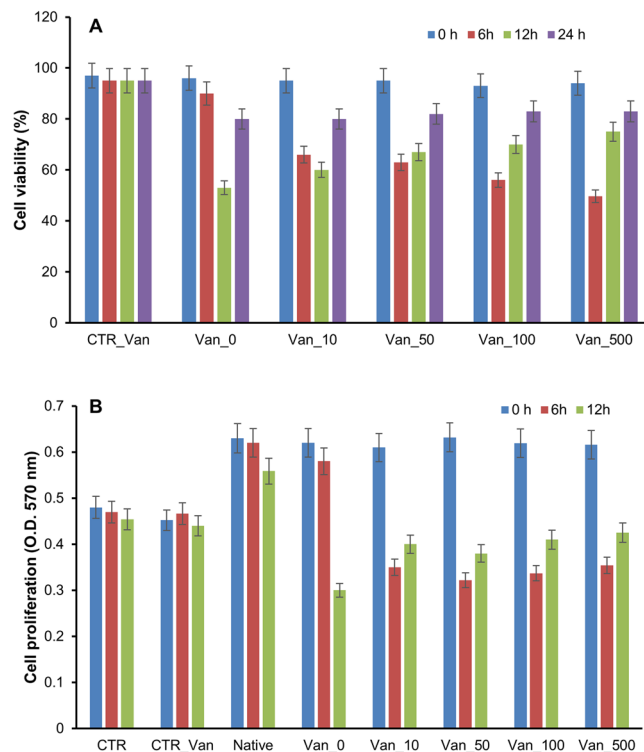 A
0 h 6h 12h 24 h
Cell viability (%)
120
100
80
60
40
20
0
CTR_Van Van_0 Van_10 Van_50 Van_100 Van_500
B
0 h 6h 12h
Cell proliferation (O.D. 570 nm)
0.7
0.6
0.5
0.4
0.3
0.2
0.1
0
CTR CTR_Van Native Van_0 Van_10 Van_50 Van_100 Van_500